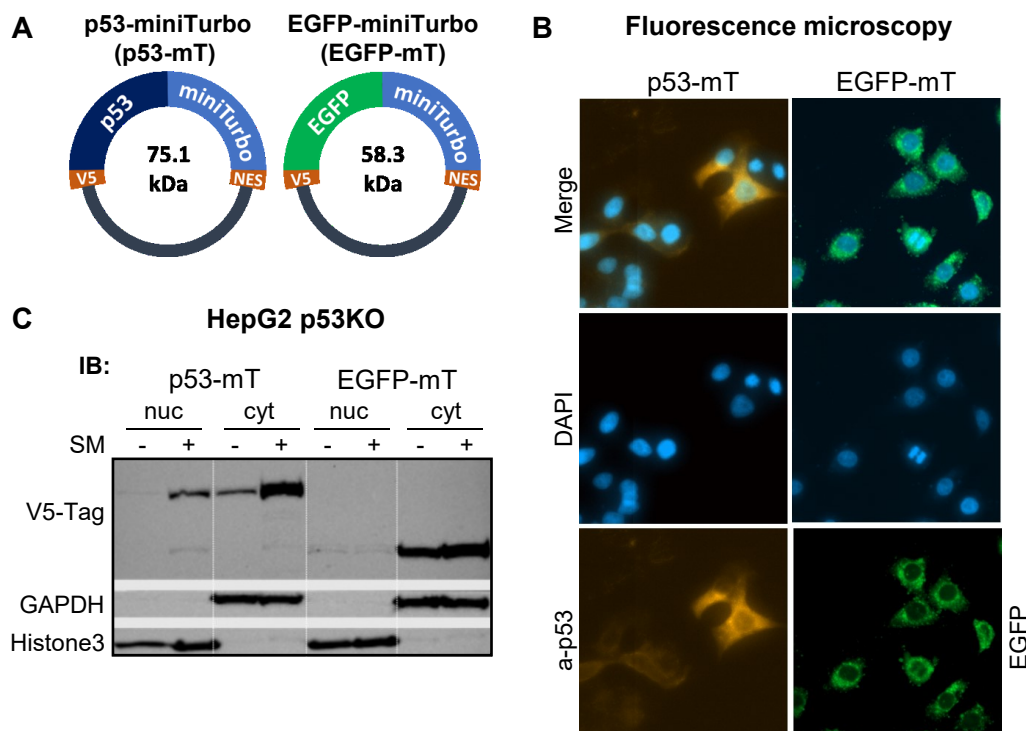 A
p53-miniTurbo
(p53-mT)
EGFP-miniTurbo
(EGFP-mT)
p53
miniTurbo
75.1
kDa
V5
NES
EGFP
miniTurbo
58.3
kDa
V5
NES
B
Fluorescence microscopy
p53-mT
EGFP-mT
Merge
DAPI
a-p53
EGFP
C
HepG2 p53KO
IB:
p53-mT
EGFP-mT
nuc
cyt
nuc
cyt
SM
- + - + - + - +
V5-Tag
GAPDH
Histone3